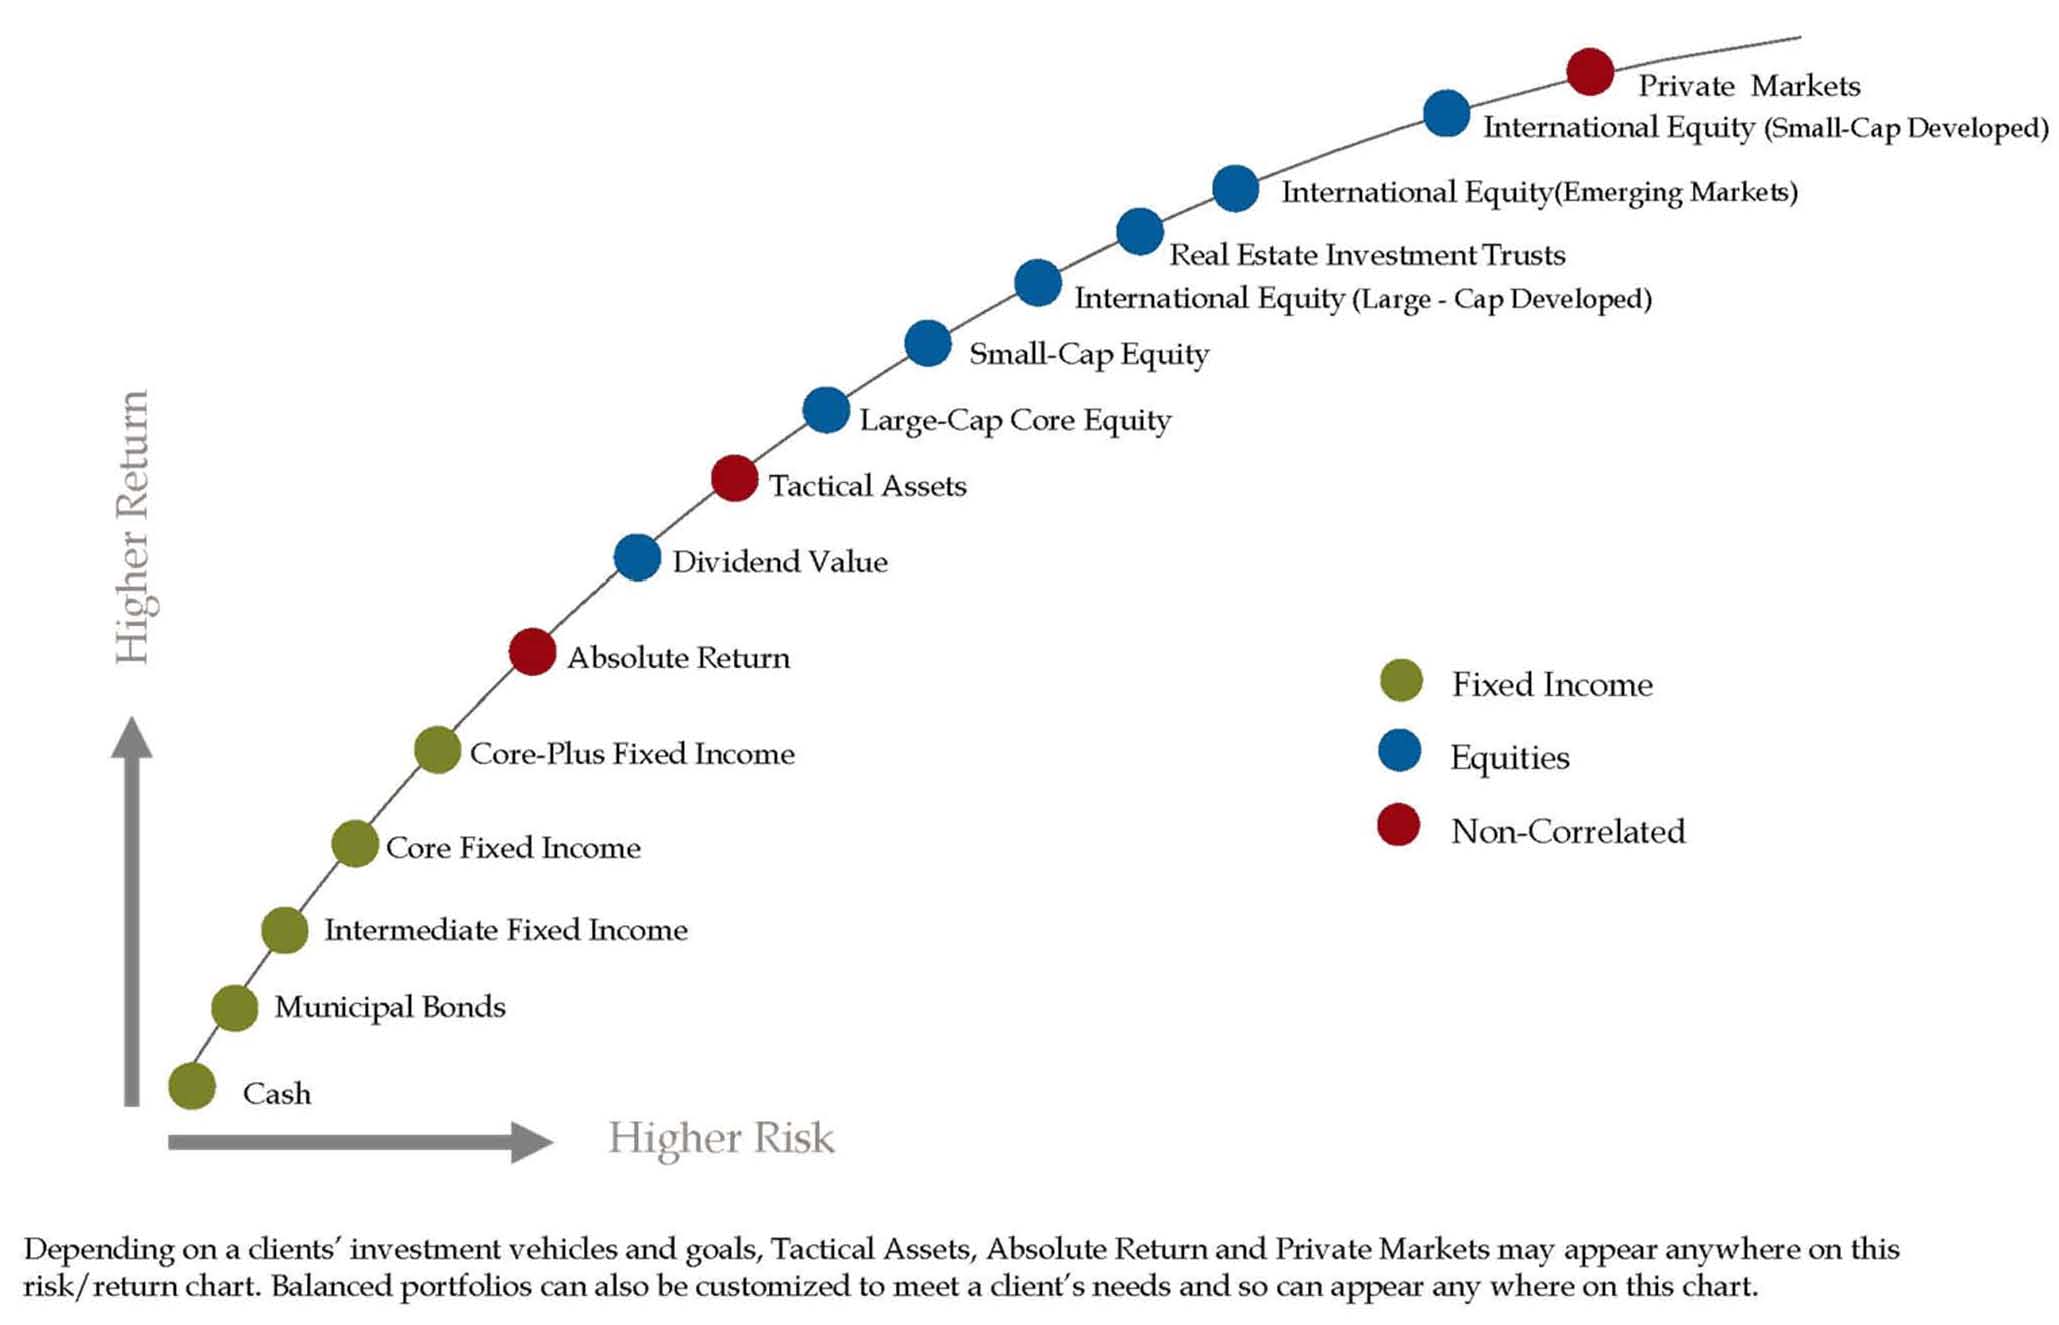 Private Markets
International Equity (Small-Cap Developed)
International Equity(Emerging Markets)
Real Estate Investment Trusts
International Equity (Large - Cap Developed)
Small-Cap Equity
Large-Cap Core Equity
Tactical Assets
Dividend Value
Absolute Return
Core-Plus Fixed Income
Core Fixed Income
Intermediate Fixed Income
Municipal Bonds
Cash
Higher Return
Higher Risk
Fixed Income
Equities
Non-Correlated
Depending on a clients’ investment vehicles and goals, Tactical Assets, Absolute Return and Private Markets may appear anywhere on this
risk/return chart. Balanced portfolios can also be customized to meet a client’s needs and so can appear any where on this chart.